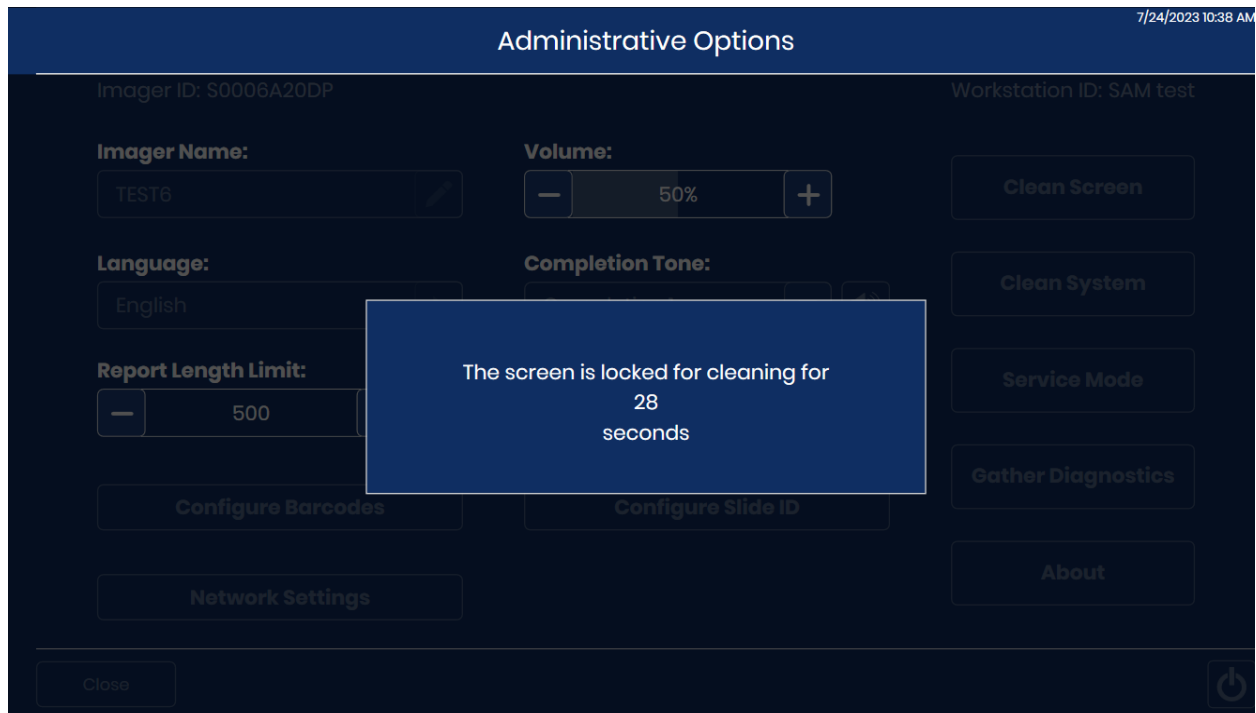 7/24/2023 10:38 AM
Administrative Options
Imager ID: S0006A20DP
Workstation ID: SAM test
Imager Name:
Volume:
TEST6
50%
Clean Screen
Language:
Completion Tone:
Clean System
English
Report Length Limit:
The screen is locked for cleaning for
28
seconds
Service Mode
500
Gather Diagnostics
Configure Barcodes
Configure Slide ID
About
Network Settings
Close